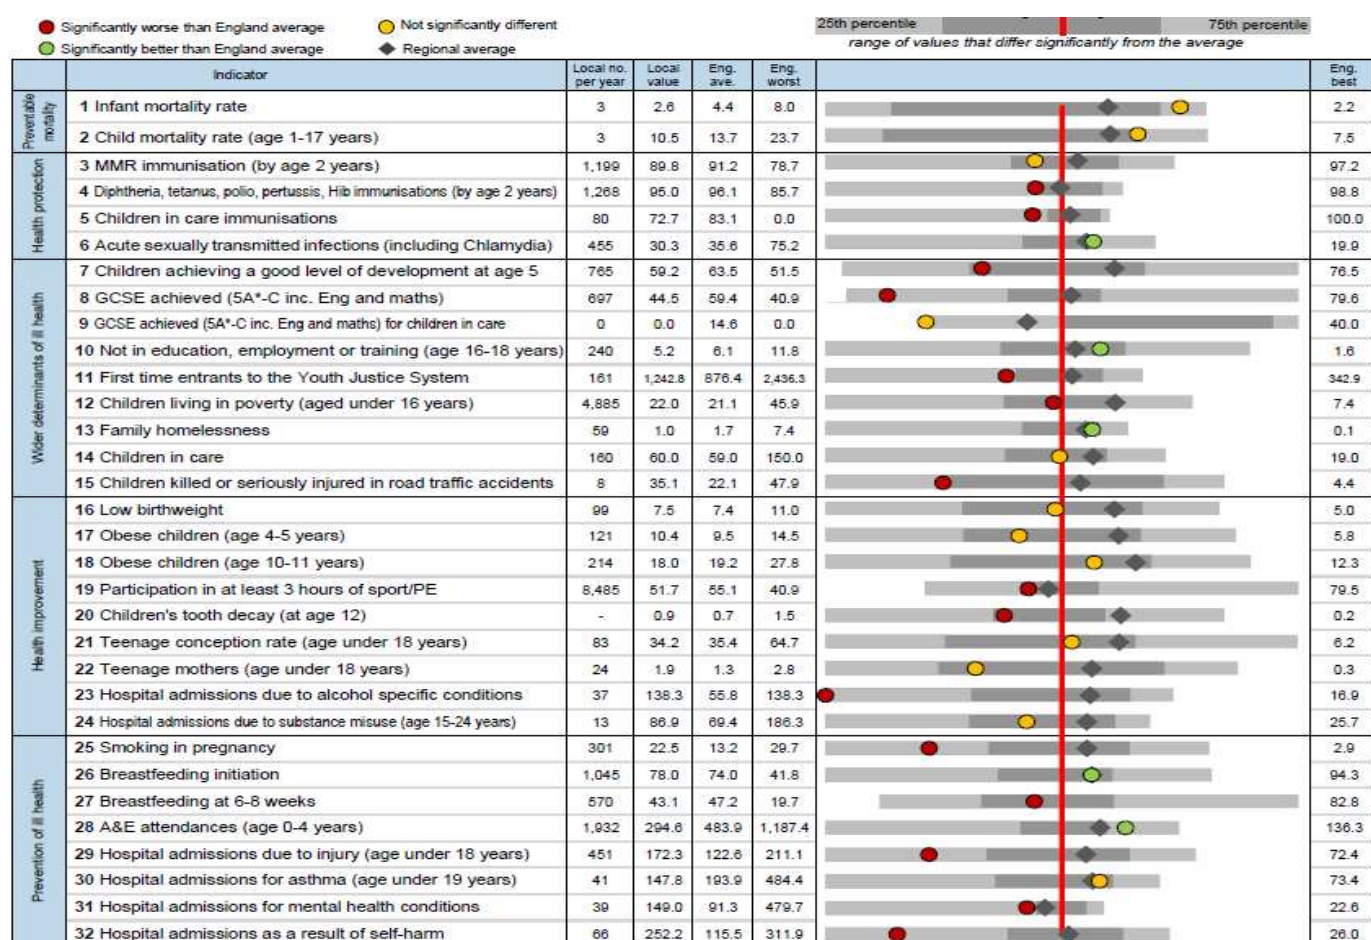 Significantly worse than England average
Not significantly different
Significantly better than England average
Regional average
25th percentile
75th percentile
range of values that differ significantly from the average
Indicator Local no. per year Local value Eng. ave. Eng. worst Eng. best
Preventable mortality
1 Infant mortality rate 3 2.6 4.4 8.0 2.2
2 Child mortality rate (age 1-17 years) 3 10.5 13.7 23.7 7.5
Health protection
3 MMR immunisation (by age 2 years) 1,199 89.8 91.2 78.7 97.2
4 Diphtheria, tetanus, polio, pertussis, Hib immunisations (by age 2 years) 1,268 95.0 96.1 85.7 98.8
5 Children in care immunisations 80 72.7 83.1 0.0 100.0
6 Acute sexually transmitted infections (including Chlamydia) 455 30.3 35.6 75.2 19.9
Wider determinants of ill health
7 Children achieving a good level of development at age 5 765 59.2 63.5 51.5 76.5
8 GCSE achieved (5A*-C inc. Eng and maths) 697 44.5 59.4 40.9 79.6
9 GCSE achieved (5A*-C inc. Eng and maths) for children in care 0 0.0 14.6 0.0 40.0
10 Not in education, employment or training (age 16-18 years) 240 5.2 6.1 11.8 1.6
11 First time entrants to the Youth Justice System 161 1,242.8 876.4 2,436.3 342.9
12 Children living in poverty (aged under 16 years) 4,885 22.0 21.1 45.9 7.4
13 Family homelessness 59 1.0 1.7 7.4 0.1
14 Children in care 160 60.0 59.0 150.0 19.0
15 Children killed or seriously injured in road traffic accidents 8 35.1 22.1 47.9 4.4
Health improvement
16 Low birthweight 99 7.5 7.4 11.0 5.0
17 Obese children (age 4-5 years) 121 10.4 9.5 14.5 5.8
18 Obese children (age 10-11 years) 214 18.0 19.2 27.8 12.3
19 Participation in at least 3 hours of sport/PE 8,485 51.7 55.1 40.9 79.5
20 Children's tooth decay (at age 12) - 0.9 0.7 1.5 0.2
21 Teenage conception rate (age under 18 years) 83 34.2 35.4 64.7 6.2
22 Teenage mothers (age under 18 years) 24 1.9 1.3 2.8 0.3
23 Hospital admissions due to alcohol specific conditions 37 138.3 55.8 138.3 16.9
24 Hospital admissions due to substance misuse (age 15-24 years) 13 86.9 69.4 186.3 25.7
Prevention of ill health
25 Smoking in pregnancy 301 22.5 13.2 29.7 2.9
26 Breastfeeding initiation 1,045 78.0 74.0 41.8 94.3
27 Breastfeeding at 6-8 weeks 570 43.1 47.2 19.7 82.8
28 A&E attendances (age 0-4 years) 1,932 294.6 483.9 1,187.4 136.3
29 Hospital admissions due to injury (age under 18 years) 451 172.3 122.6 211.1 72.4
30 Hospital admissions for asthma (age under 19 years) 41 147.8 193.9 484.4 73.4
31 Hospital admissions for mental health conditions 39 149.0 91.3 479.7 22.6
32 Hospital admissions as a result of self-harm 66 252.2 115.5 311.9 26.0